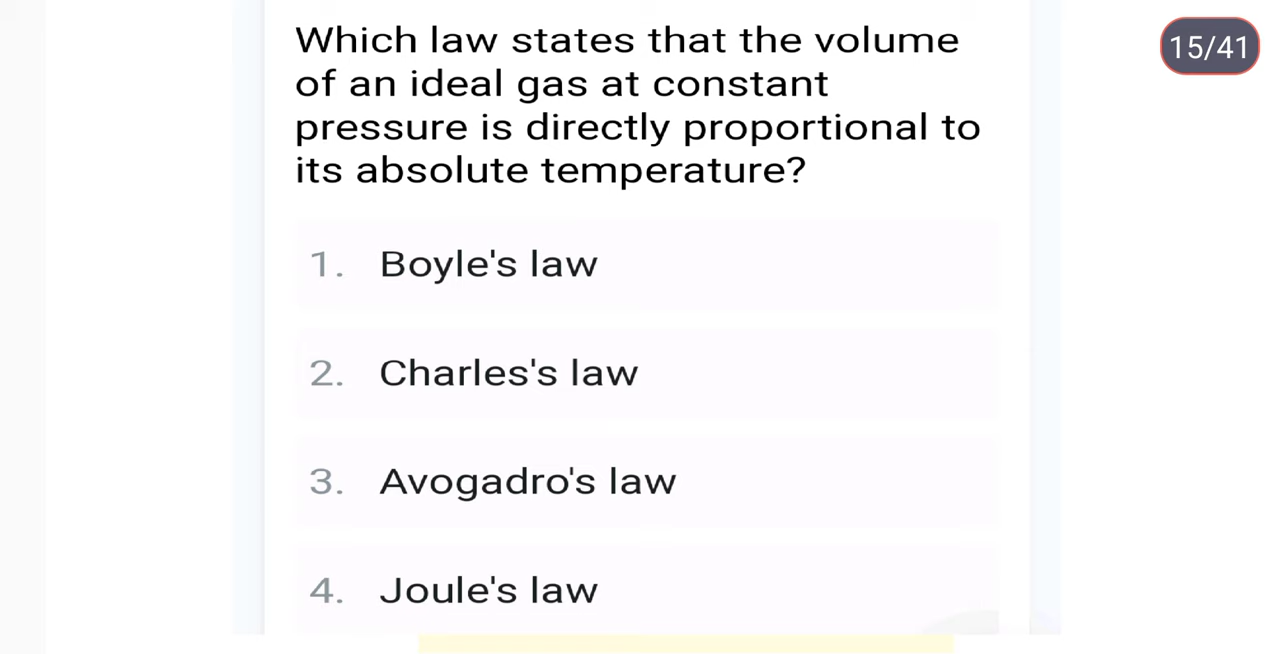 Which law states that the volume
of an ideal gas at constant
pressure is directly proportional to
its absolute temperature?
15/41
1. Boyle's law
2. Charles's law
3. Avogadro's law
4. Joule's law